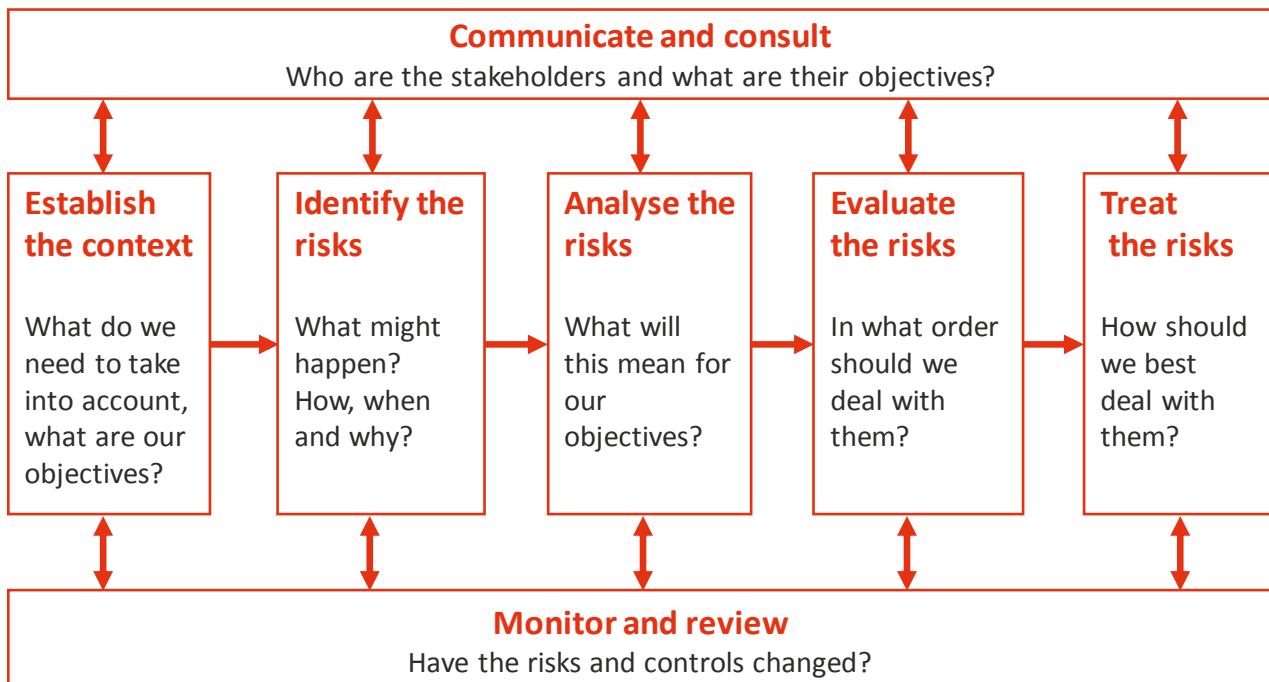 Communicate and consult
Who are the stakeholders and what are their objectives?
Establish
the context
What do we
need to take
into account,
what are our
objectives?
Identify the
risks
What might
happen?
How, when
and why?
Analyse the
risks
What will
this mean for
our
objectives?
Evaluate
the risks
In what order
should we
deal with
them?
Treat
the risks
How should
we best
deal with
them?
Monitor and review
Have the risks and controls changed?